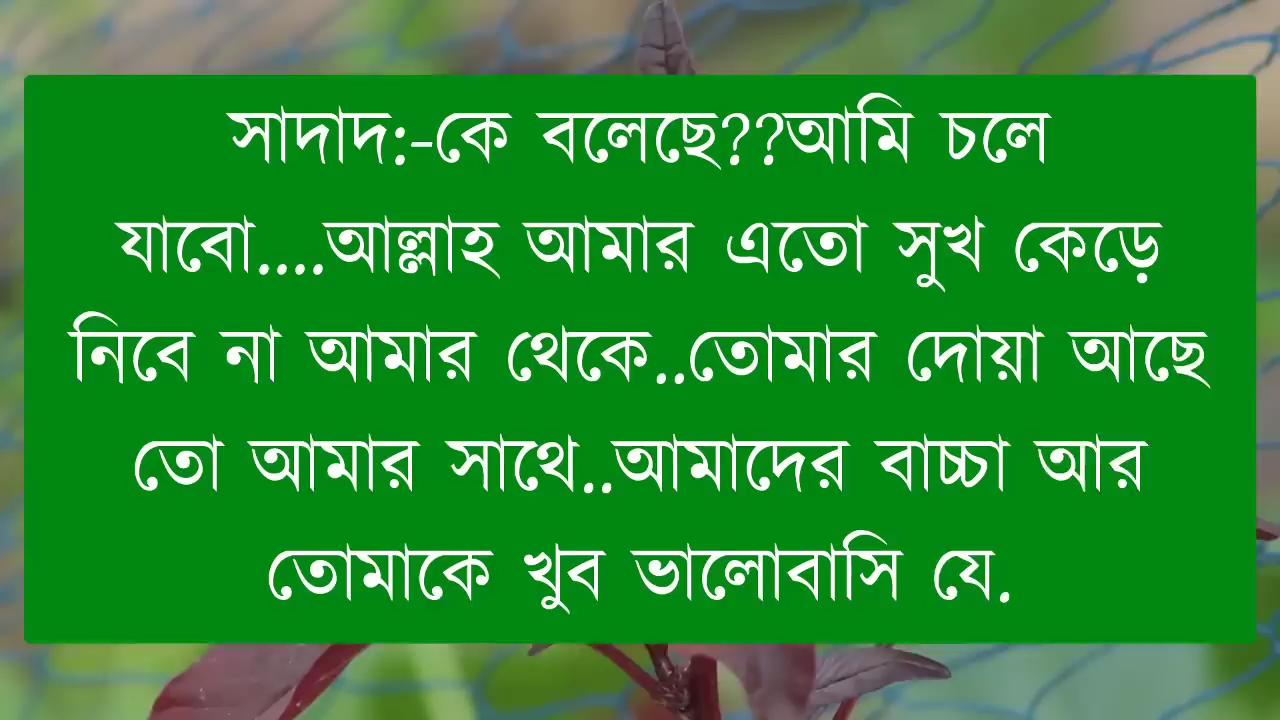 সাদাদ:-কে বলেছে??আমি চলে
যাবো....আল্লাহ আমার এতো সুখ কেড়ে
নিবে না আমার থেকে..তোমার দোয়া আছে
তো আমার সাথে..আমাদের বাচ্চা আর
তোমাকে খুব ভালোবাসি যে.